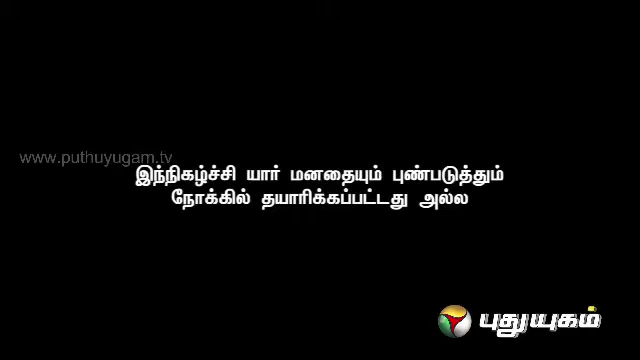 www.puthuyugam.tv
இந்நிகழ்ச்சி யார் மனதையும் புண்படுத்தும்
நோக்கில் தயாரிக்கப்பட்டது அல்ல
புதுயுகம்